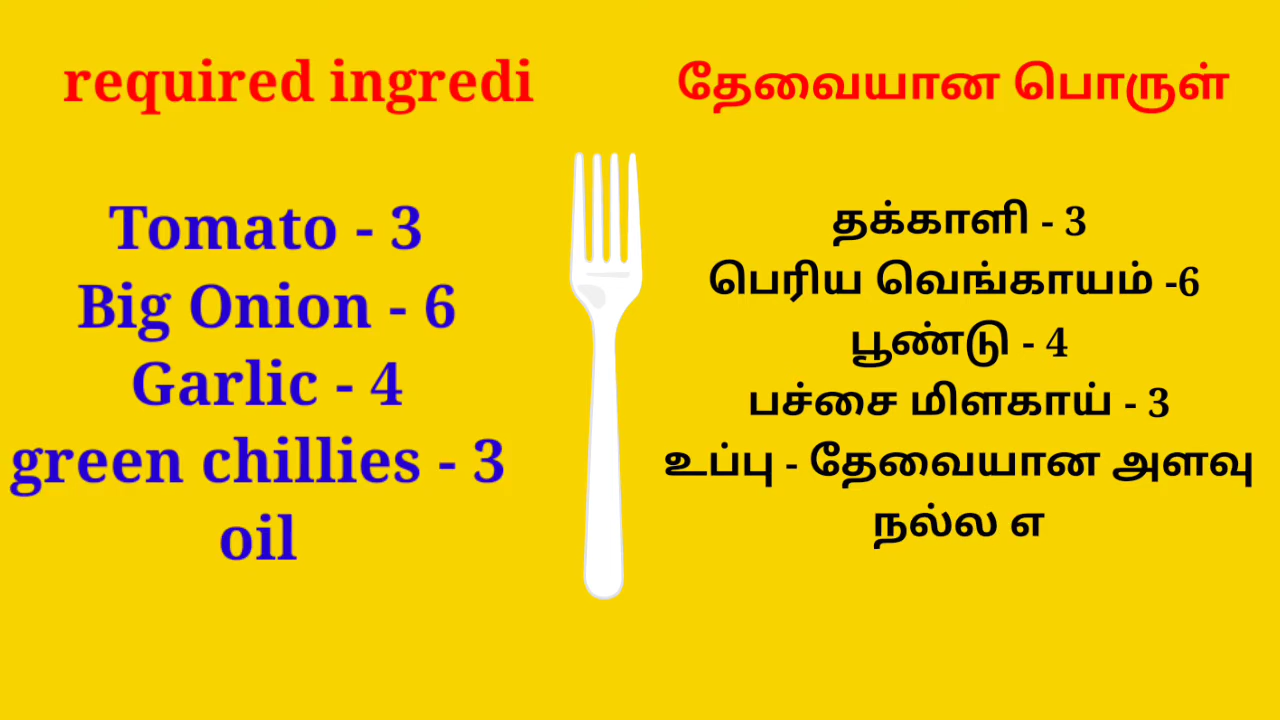 required ingredi
Tomato - 3
Big Onion - 6
Garlic - 4
green chillies - 3
oil
தேவையான பொருள்
தக்காளி - 3
பெரிய வெங்காயம் -6
பூண்டு - 4
பச்சை மிளகாய் - 3
உப்பு - தேவையான அளவு
நல்ல எ